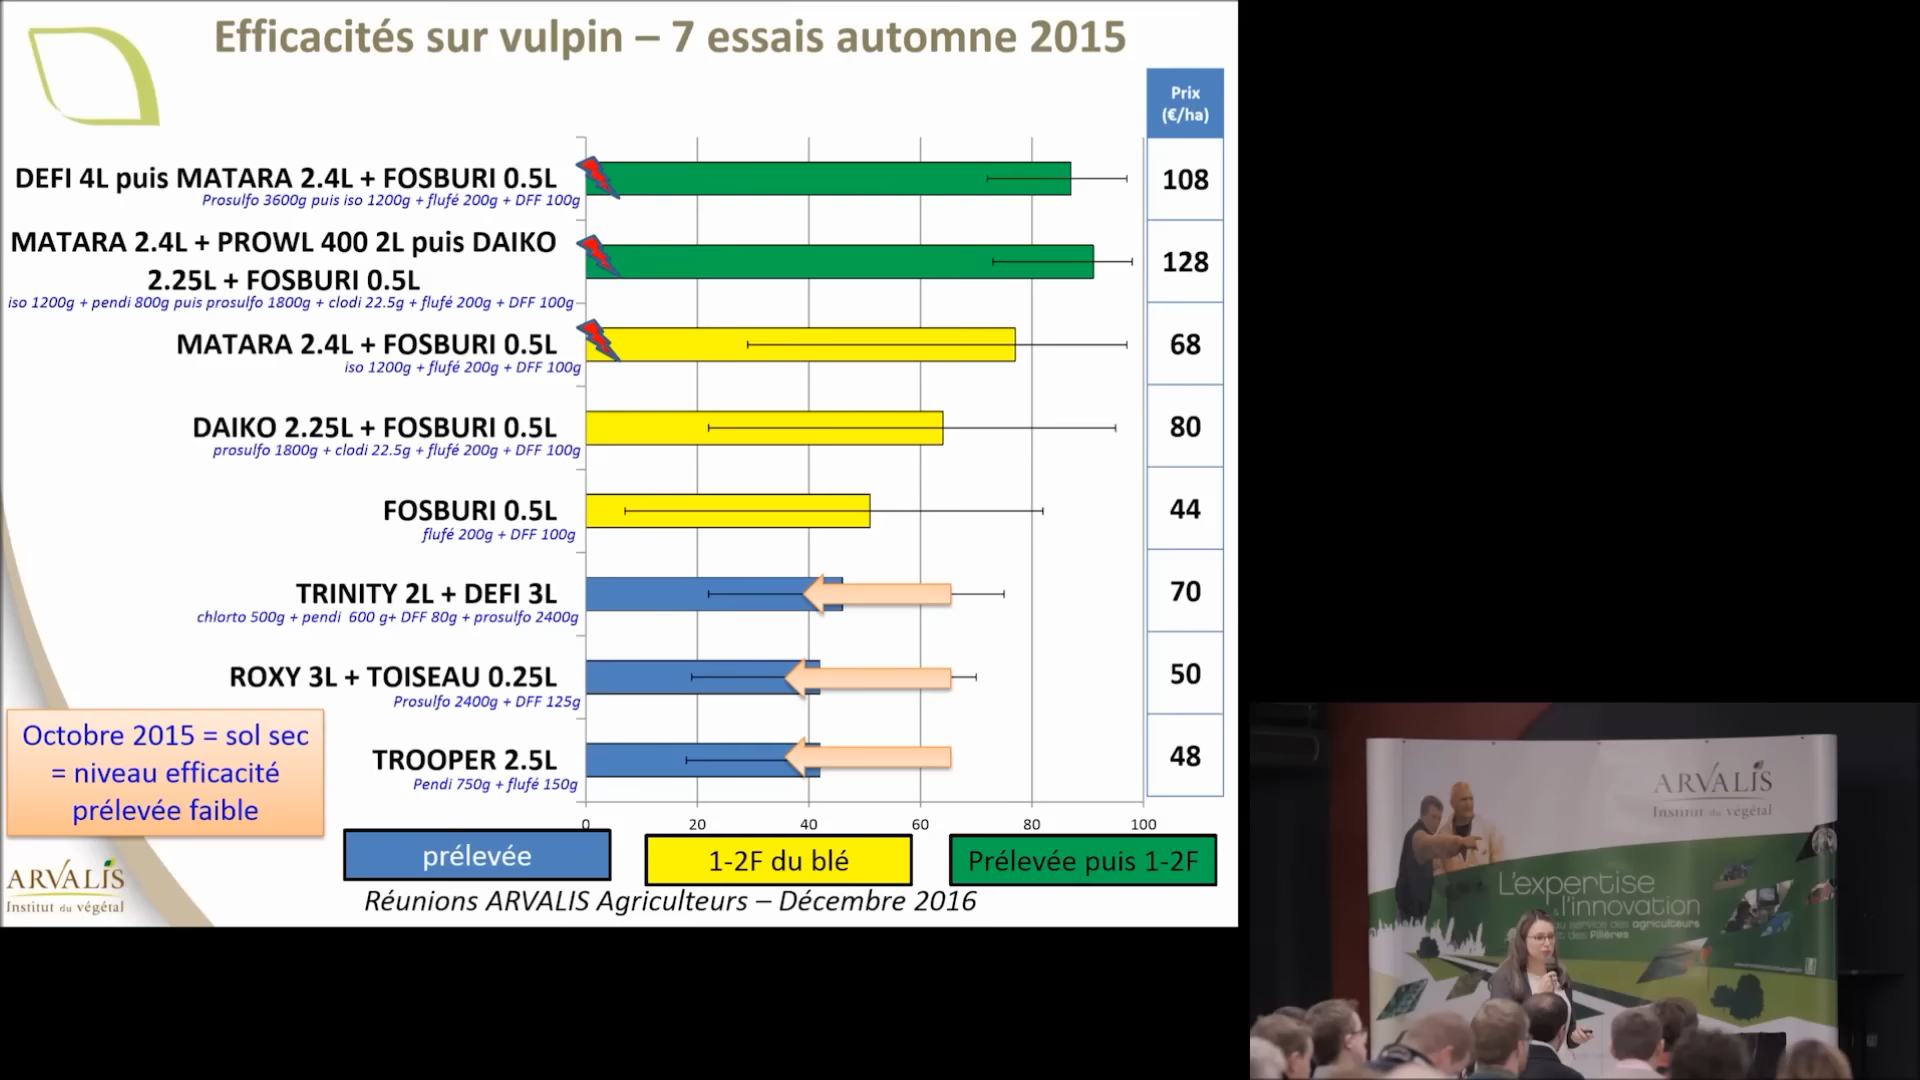 Efficacités sur vulpin – 7 essais automne 2015
Prix
(€/ha)
DEFI 4L puis MATARA 2.4L + FOSBURI 0.5L
Prosulfo 3600g puis iso 1200g + flufé 200g + DFF 100g
108
MATARA 2.4L + PROWL 400 2L puis DAIKO
2.25L + FOSBURI 0.5L
iso 1200g + pendi 800g puis prosulfo 1800g + clodi 22.5g + flufé 200g + DFF 100g
128
MATARA 2.4L + FOSBURI 0.5L
iso 1200g + flufé 200g + DFF 100g
68
DAIKO 2.25L + FOSBURI 0.5L
prosulfo 1800g + clodi 22.5g + flufé 200g + DFF 100g
80
FOSBURI 0.5L
flufé 200g + DFF 100g
44
TRINITY 2L + DEFI 3L
chlorto 500g + pendi 600 g+ DFF 80g + prosulfo 2400g
70
ROXY 3L + TOISEAU 0.25L
Prosulfo 2400g + DFF 125g
50
TROOPER 2.5L
Pendi 750g + flufé 150g
48
Octobre 2015 = sol sec
= niveau efficacité
prélevée faible
0 20 40 60 80 100
prélevée
1-2F du blé
Prélevée puis 1-2F
ARVALIS
Institut du végétal
Réunions ARVALIS Agriculteurs – Décembre 2016
ARVALIS
Institut du végétal
L'expertise
& l'innovation
au service des agriculteurs
et des filières